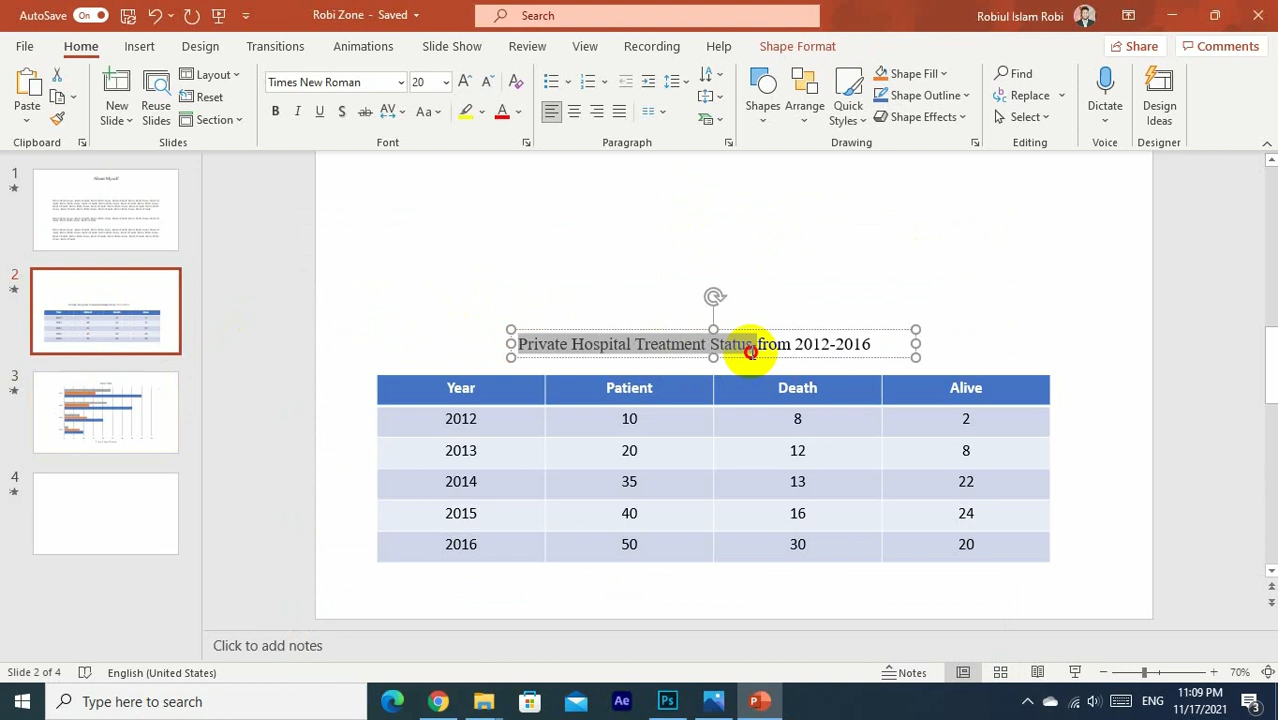 AutoSave On Robi Zone - Saved Search Robiul Islam Robi
File Home Insert Design Transitions Animations Slide Show Review View Recording Help Shape Format Share Comments
Paste New Slide Reuse Slides Layout Reset Section
Times New Roman 20
B I U S ab AV Aa A
Shapes Arrange Quick Styles Shape Fill Shape Outline Shape Effects
Find Replace Select Dictate Design Ideas
Clipboard Slides Font Paragraph Drawing Editing Voice Designer
1
2
3
4
Private Hospital Treatment Status from 2012-2016
Year Patient Death Alive
2012 10 8 2
2013 20 12 8
2014 35 13 22
2015 40 16 24
2016 50 30 20
Click to add notes
Slide 2 of 4 English (United States) Notes 70%
Type here to search Ae Ps P ENG 11:09 PM
11/17/2021 3